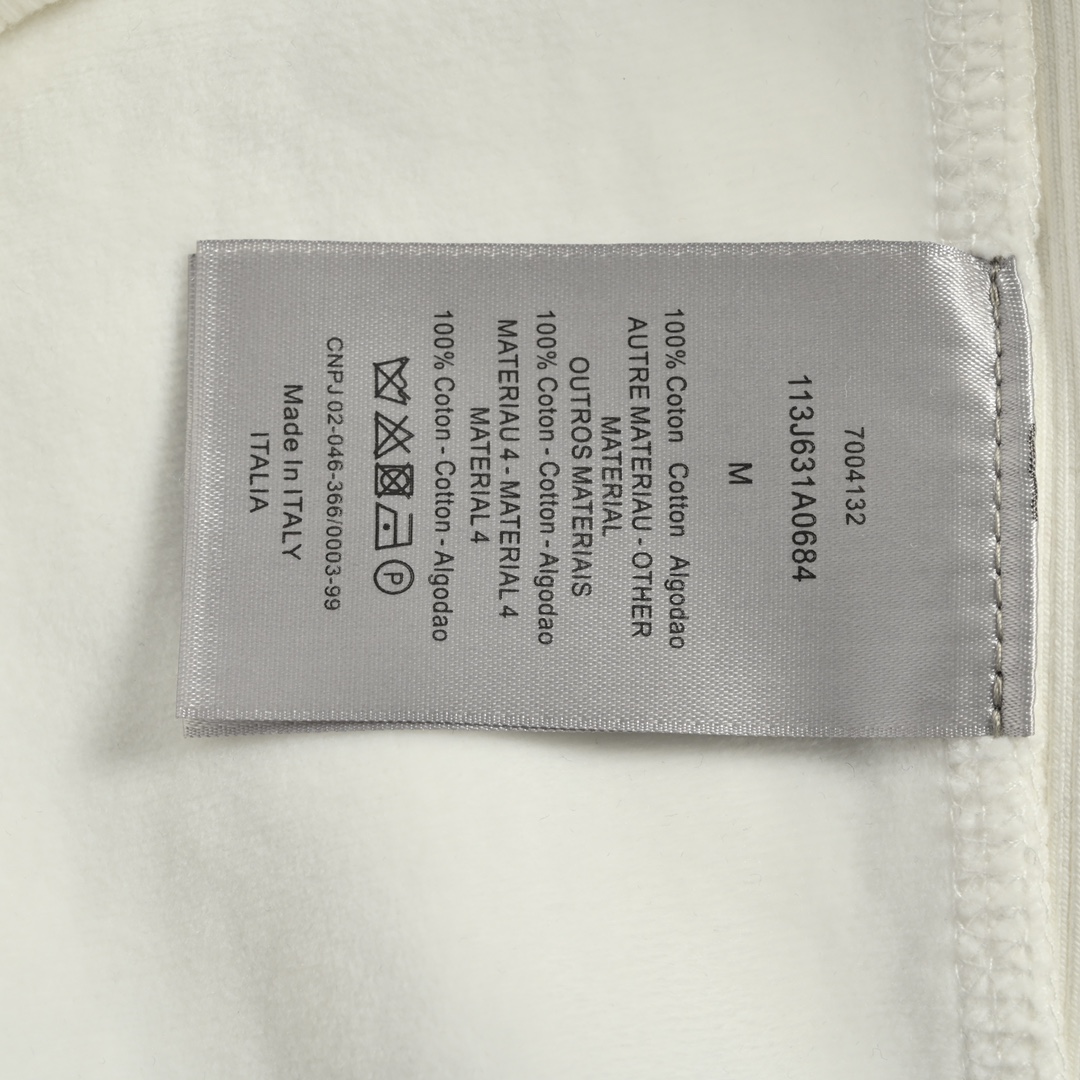 7004132
113J631A0684
M
100% Coton Cotton Algodao
AUTRE MATERIAU - OTHER
MATERIAL
OUTROS MATERIAIS
100% Coton - Cotton - Algodao
MATERIAU 4 - MATERIAL 4
MATERIAL 4
100% Coton - Cotton - Algodao
P
CNPJ 02-046-366/0003-99
Made In ITALY
ITALIA